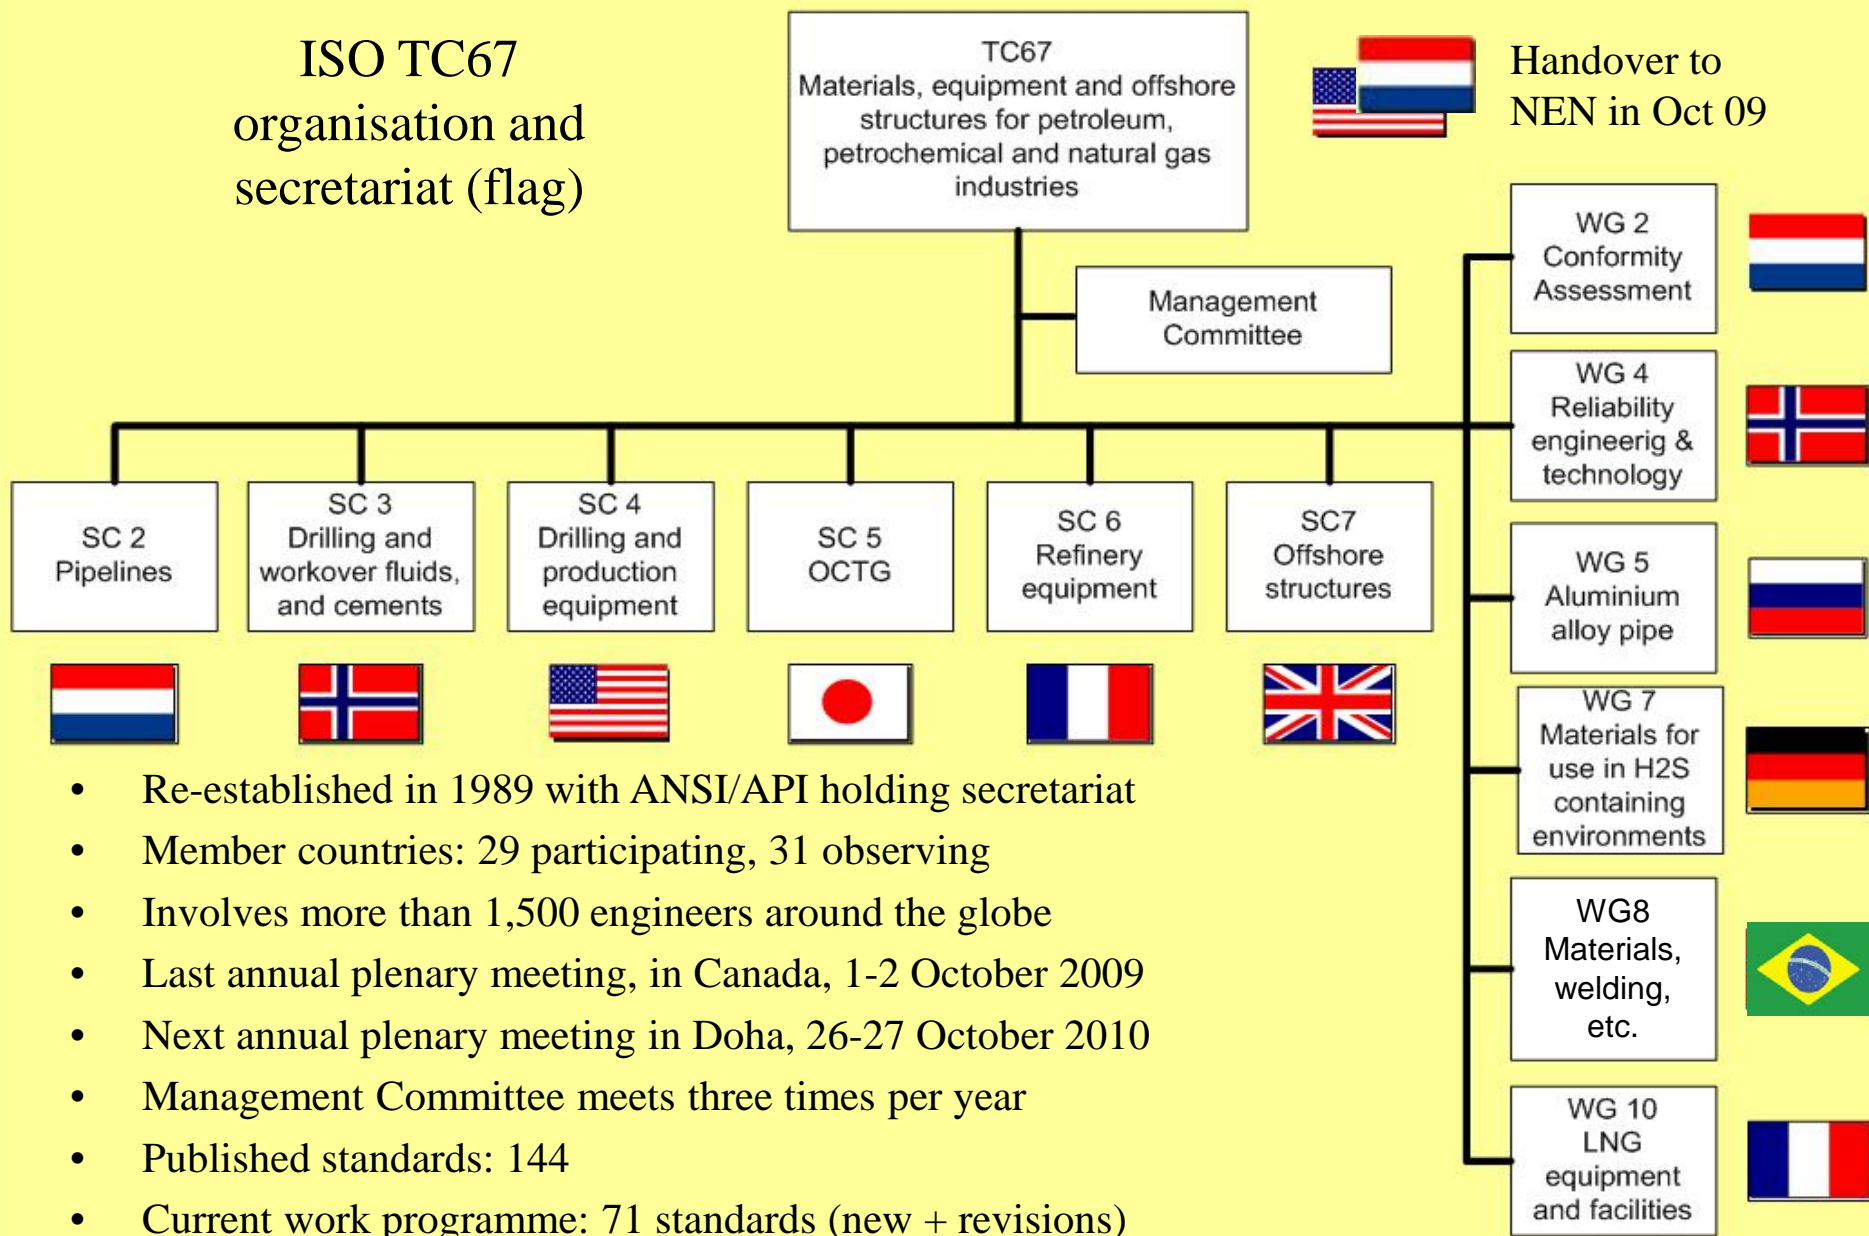 ISO TC67
organisation and
secretariat (flag)
TC67
Materials, equipment and offshore
structures for petroleum,
petrochemical and natural gas
industries
Handover to
NEN in Oct 09
Management
Committee
WG 2
Conformity
Assessment
WG 4
Reliability
engineerig &
technology
WG 5
Aluminium
alloy pipe
WG 7
Materials for
use in H2S
containing
environments
WG8
Materials,
welding,
etc.
WG 10
LNG
equipment
and facilities
SC 2
Pipelines
SC 3
Drilling and
workover fluids,
and cements
SC 4
Drilling and
production
equipment
SC 5
OCTG
SC 6
Refinery
equipment
SC7
Offshore
structures
• Re-established in 1989 with ANSI/API holding secretariat
• Member countries: 29 participating, 31 observing
• Involves more than 1,500 engineers around the globe
• Last annual plenary meeting, in Canada, 1-2 October 2009
• Next annual plenary meeting in Doha, 26-27 October 2010
• Management Committee meets three times per year
• Published standards: 144
• Current work programme: 71 standards (new + revisions)